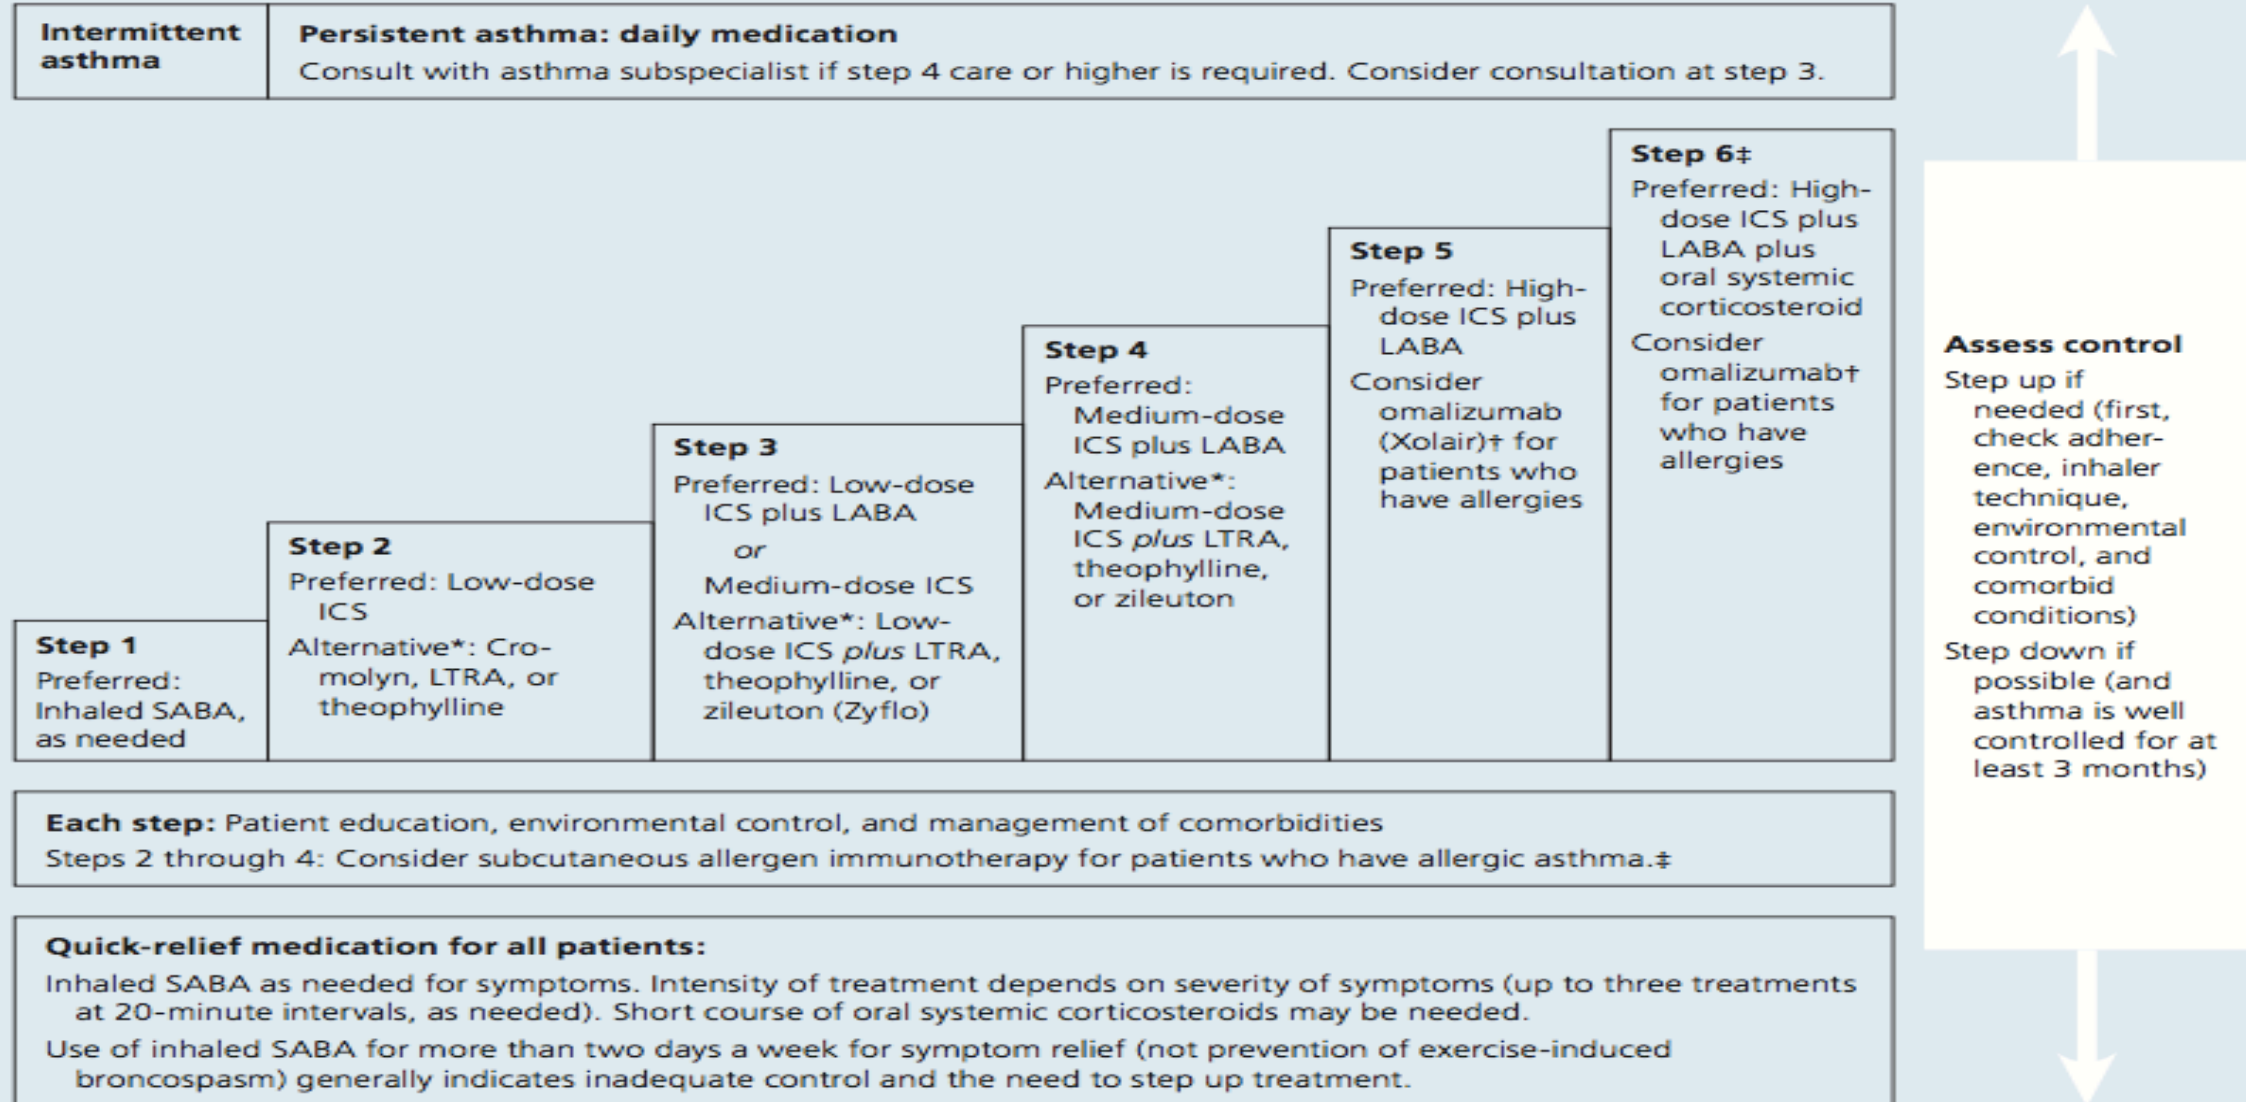 Intermittent
asthma
Persistent asthma: daily medication
Consult with asthma subspecialist if step 4 care or higher is required. Consider consultation at step 3.
Step 1
Preferred:
Inhaled SABA,
as needed
Step 2
Preferred: Low-dose
ICS
Alternative*: Cro-
molyn, LTRA, or
theophylline
Step 3
Preferred: Low-dose
ICS plus LABA
or
Medium-dose ICS
Alternative*: Low-
dose ICS plus LTRA,
theophylline, or
zileuton (Zyflo)
Step 4
Preferred:
Medium-dose
ICS plus LABA
Alternative*:
Medium-dose
ICS plus LTRA,
theophylline,
or zileuton
Step 5
Preferred: High-
dose ICS plus
LABA
Consider
omalizumab
(Xolair)† for
patients who
have allergies
Step 6‡
Preferred: High-
dose ICS plus
LABA plus
oral systemic
corticosteroid
Consider
omalizumab†
for patients
who have
allergies
Each step: Patient education, environmental control, and management of comorbidities
Steps 2 through 4: Consider subcutaneous allergen immunotherapy for patients who have allergic asthma.‡
Quick-relief medication for all patients:
Inhaled SABA as needed for symptoms. Intensity of treatment depends on severity of symptoms (up to three treatments
at 20-minute intervals, as needed). Short course of oral systemic corticosteroids may be needed.
Use of inhaled SABA for more than two days a week for symptom relief (not prevention of exercise-induced
broncospasm) generally indicates inadequate control and the need to step up treatment.
Assess control
Step up if
needed (first,
check adher-
ence, inhaler
technique,
environmental
control, and
comorbid
conditions)
Step down if
possible (and
asthma is well
controlled for at
least 3 months)